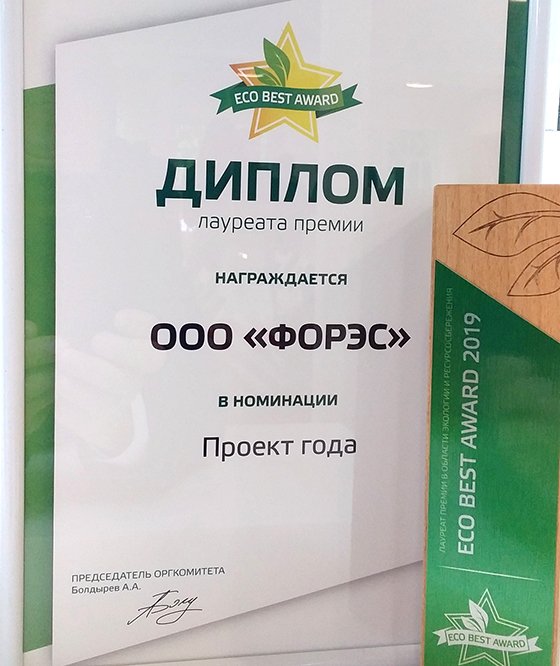 ECO BEST AWARD
ДИПЛОМ
лауреата премии
НАГРАЖДАЕТСЯ
ООО «ФОРЭС»
В НОМИНАЦИИ
Проект года
ПРЕДСЕДАТЕЛЬ ОРГКОМИТЕТА
Болдырев А.А.
ЛАУРЕАТ ПРЕМИИ В ОБЛАСТИ ЭКОЛОГИИ И РЕСУРСОСБЕРЕЖЕНИЯ
ECO BEST AWARD 2019
ECO BEST AWARD